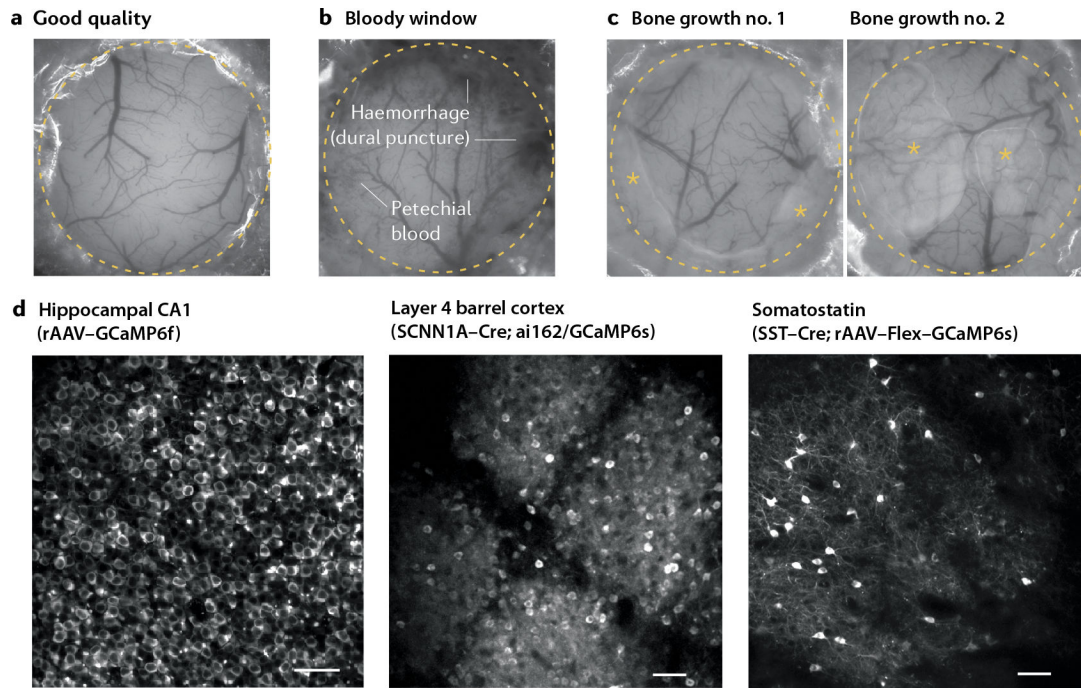 a Good quality
b Bloody window
c Bone growth no. 1
Bone growth no. 2
Haemorrhage
(dural puncture)
Petechial
blood
*
*
*
*
d Hippocampal CA1
(rAAV–GCaMP6f)
Layer 4 barrel cortex
(SCNN1A–Cre; ai162/GCaMP6s)
Somatostatin
(SST–Cre; rAAV–Flex–GCaMP6s)